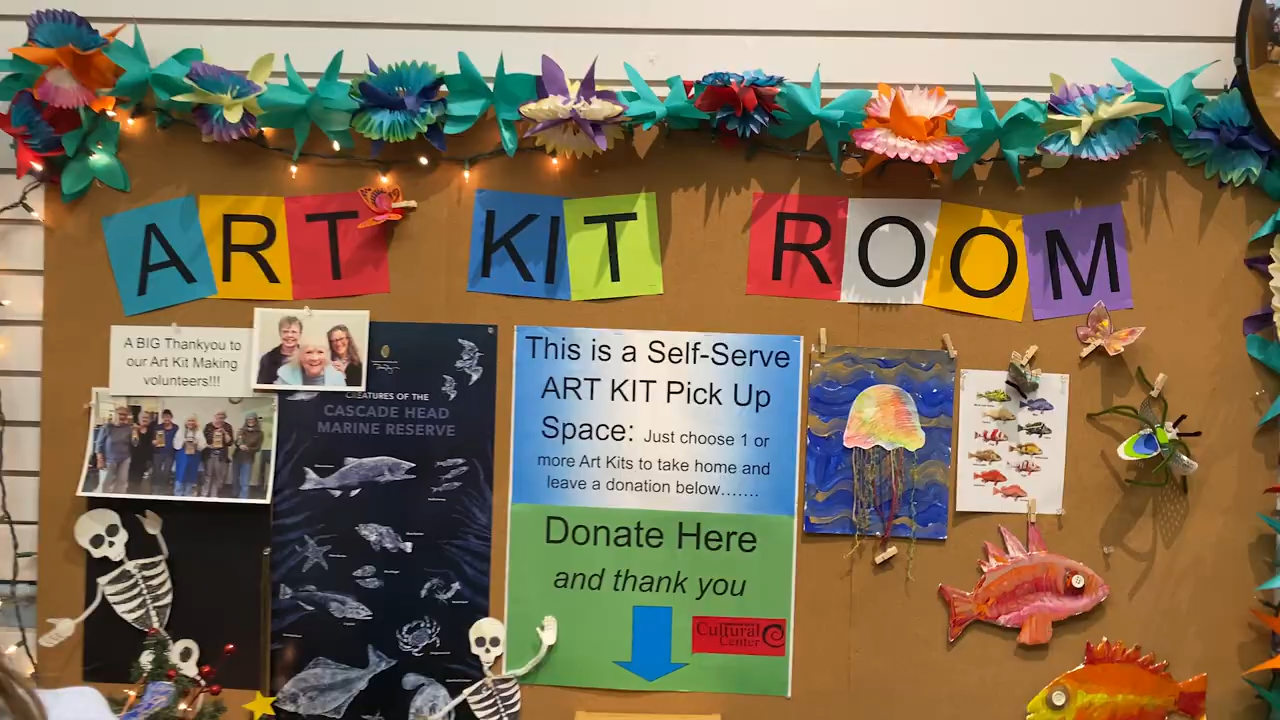 ART KIT ROOM
A BIG Thankyou to
our Art Kit Making
volunteers!!!
CREATURES OF THE
CASCADE HEAD
MARINE RESERVE
This is a Self-Serve
ART KIT Pick Up
Space: Just choose 1 or
more Art Kits to take home and
leave a donation below.......
Donate Here
and thank you
Cultural
Center